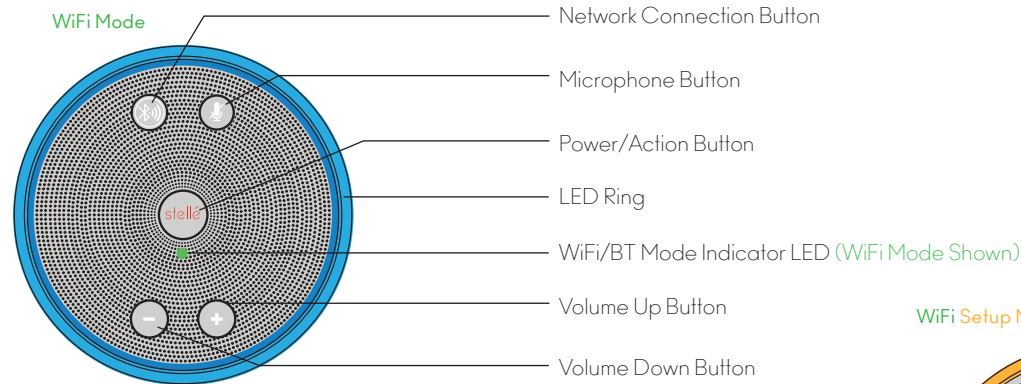 WiFi Mode
Network Connection Button
Microphone Button
Power/Action Button
stelle
LED Ring
WiFi/BT Mode Indicator LED (WiFi Mode Shown)
Volume Up Button
WiFi Setup
Volume Down Button